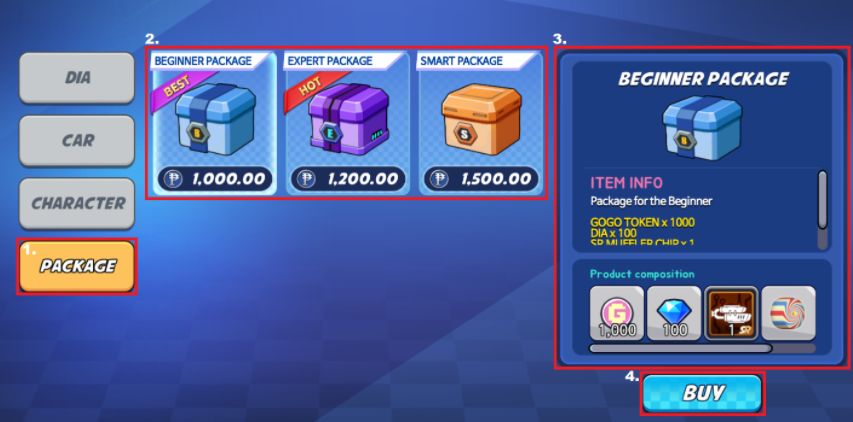 DIA
CAR
CHARACTER
1.
PACKAGE
2.
BEGINNER PACKAGE
BEST
B
₱ 1,000.00
EXPERT PACKAGE
HOT
E
₱ 1,200.00
SMART PACKAGE
S
₱ 1,500.00
3.
BEGINNER PACKAGE
B
ITEM INFO
Package for the Beginner
GOGO TOKEN x 1000
DIA x 100
SR MUFFLER CHIP x 1
Product composition
G
1,000
100
1 SR
4.
BUY